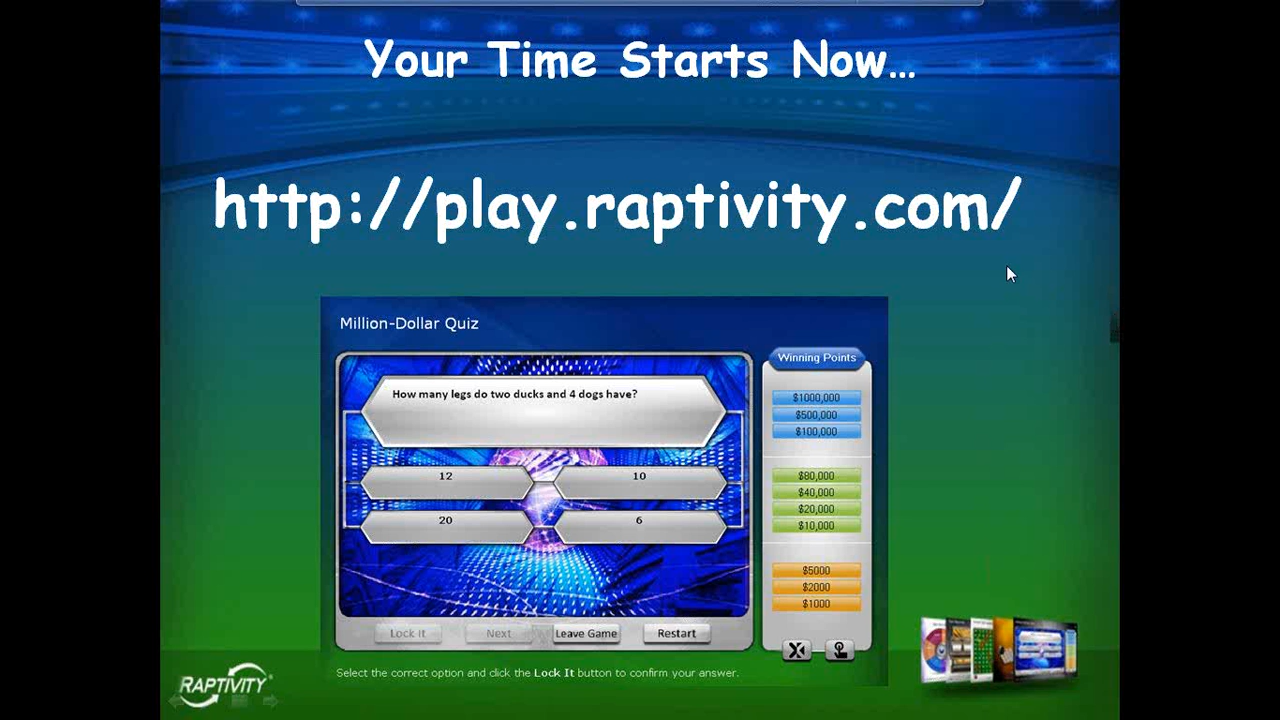 Your Time Starts Now...
http://play.raptivity.com/
Million-Dollar Quiz
Winning Points
How many legs do two ducks and 4 dogs have?
12
10
20
6
$1000,000
$500,000
$100,000
$80,000
$40,000
$20,000
$10,000
$5000
$2000
$1000
Lock It
Next
Leave Game
Restart
Select the correct option and click the Lock It button to confirm your answer.
RAPTIVITY®